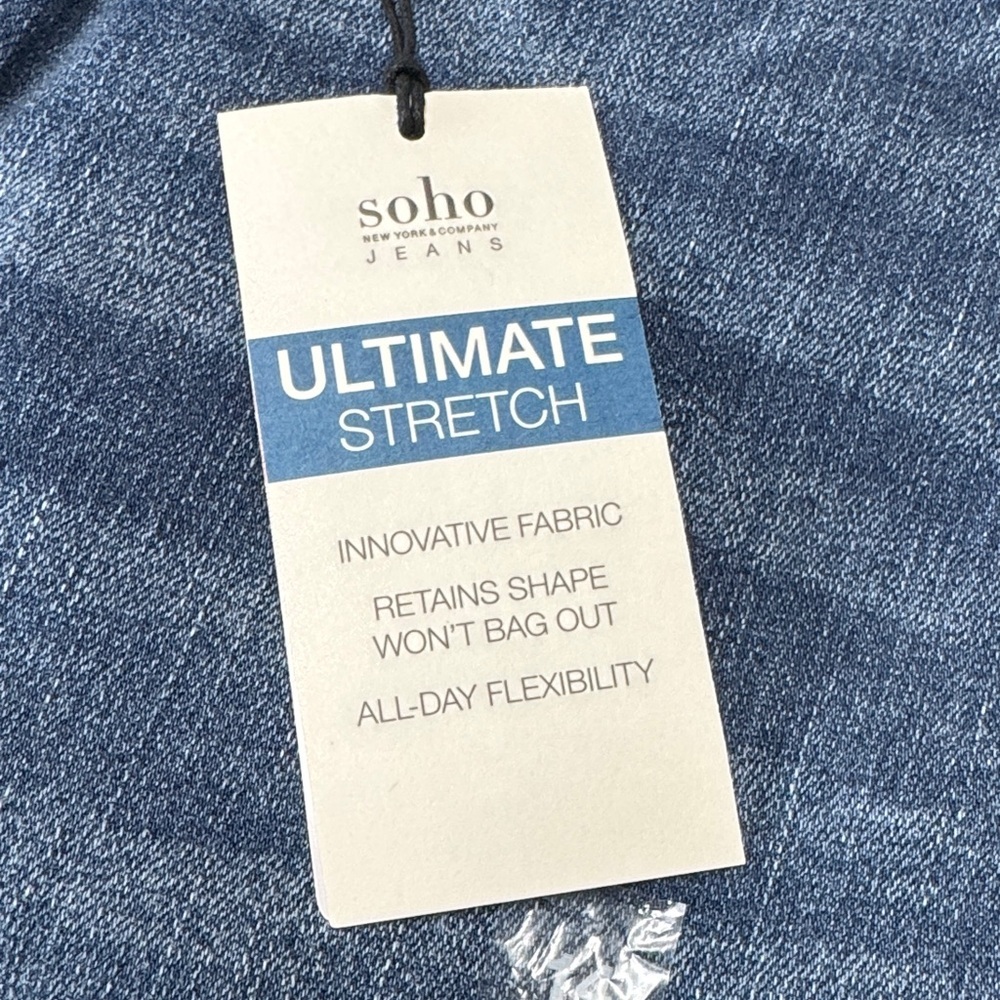 soho
NEW YORK & COMPANY
JEANS
ULTIMATE
STRETCH
INNOVATIVE FABRIC
RETAINS SHAPE
WON'T BAG OUT
ALL-DAY FLEXIBILITY